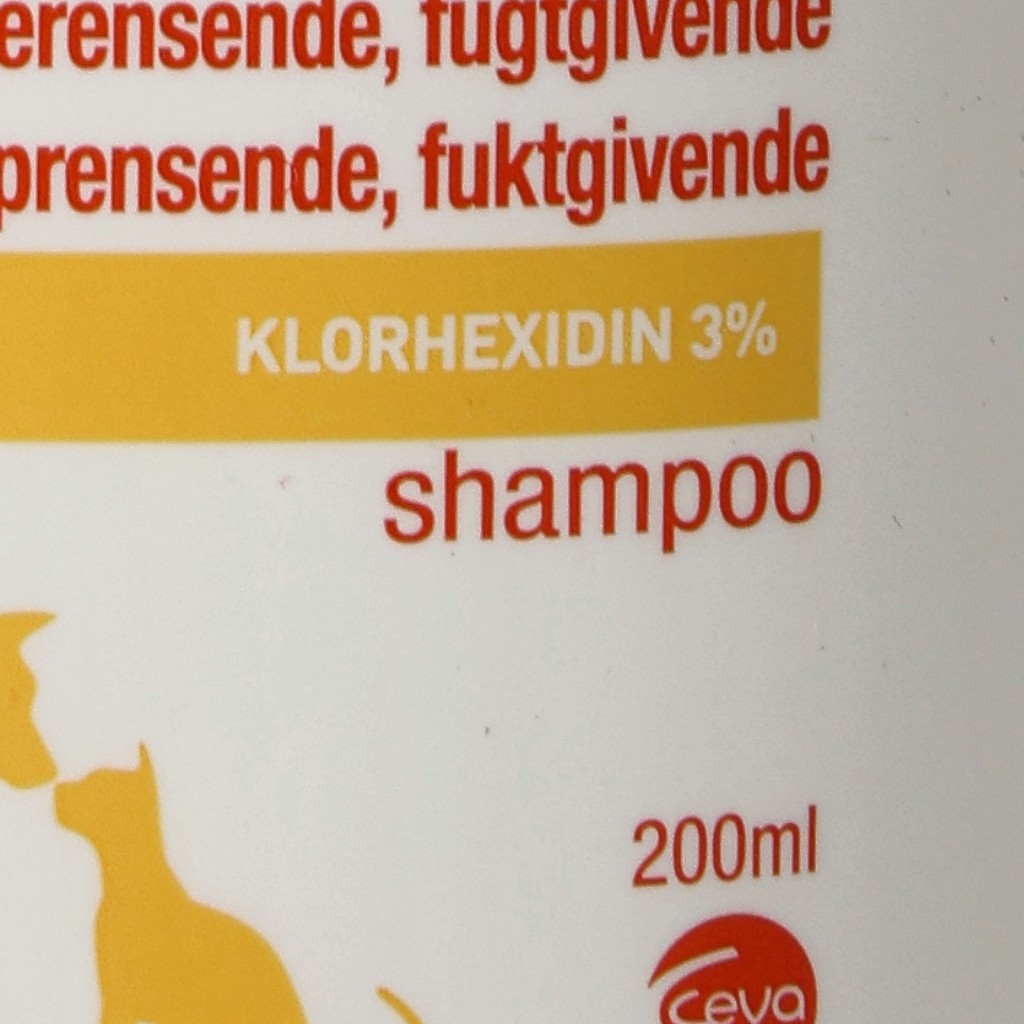 erensende, fugtgivende
prensende, fuktgivende
KLORHEXIDIN 3%
shampoo
200ml
ceva